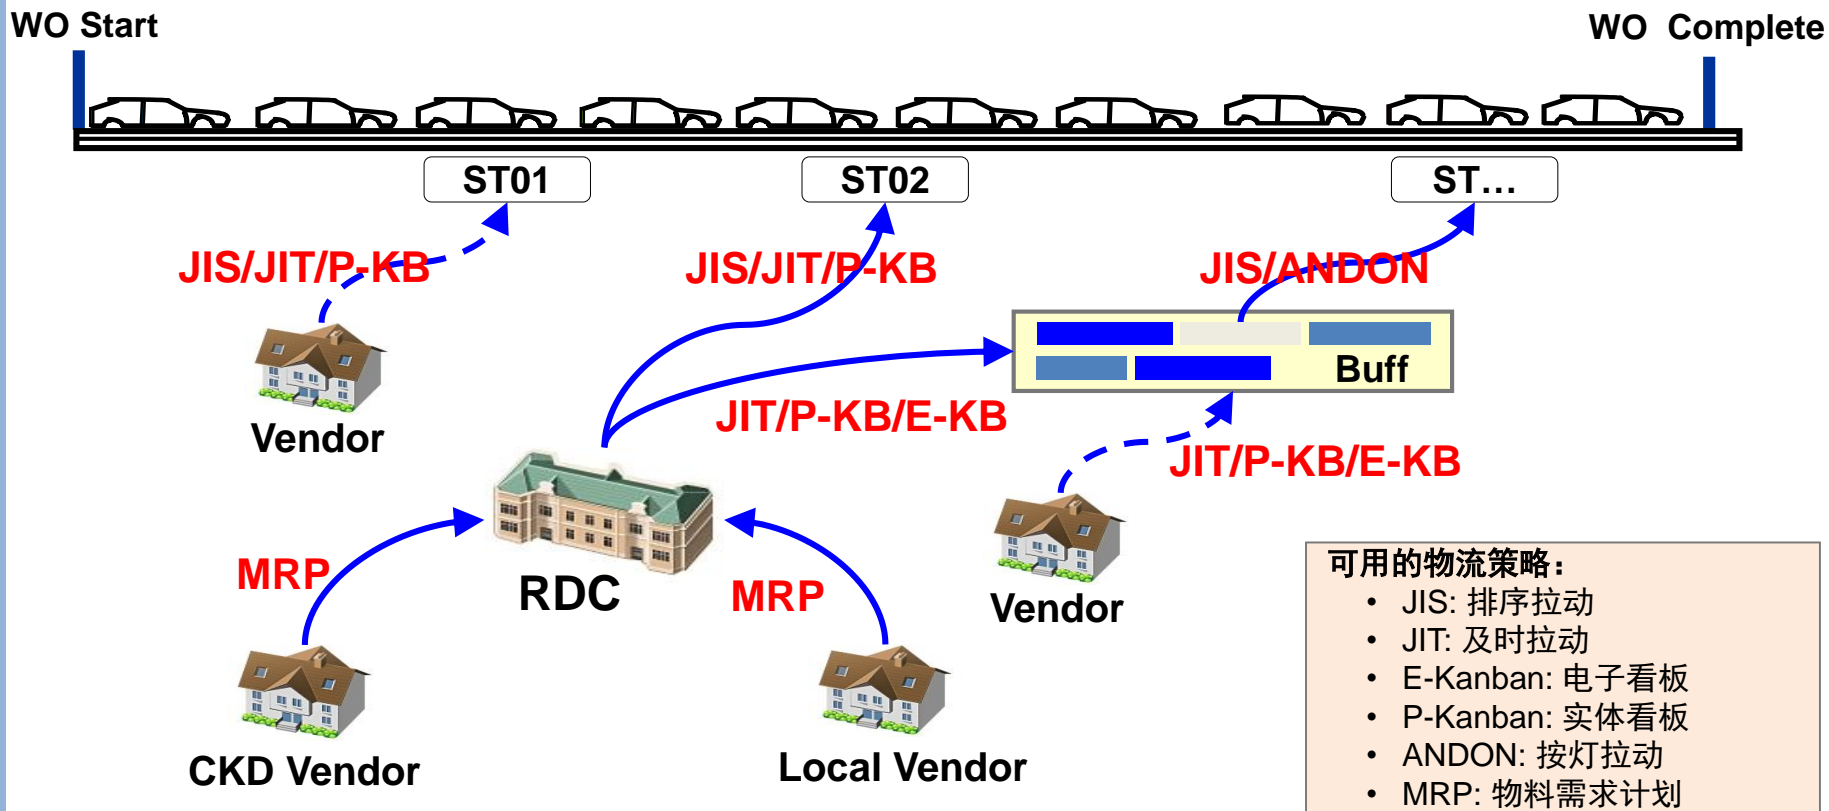 WO Start
WO  Complete
ST01
ST02
ST…
JIS/JIT/P-KB
JIS/JIT/P-KB
JIS/ANDON
Buff
Vendor
JIT/P-KB/E-KB
JIT/P-KB/E-KB
MRP
RDC
MRP
Vendor
CKD Vendor
Local Vendor
可用的物流策略：
• JIS: 排序拉动
• JIT: 及时拉动
• E-Kanban: 电子看板
• P-Kanban: 实体看板
• ANDON: 按灯拉动
• MRP: 物料需求计划